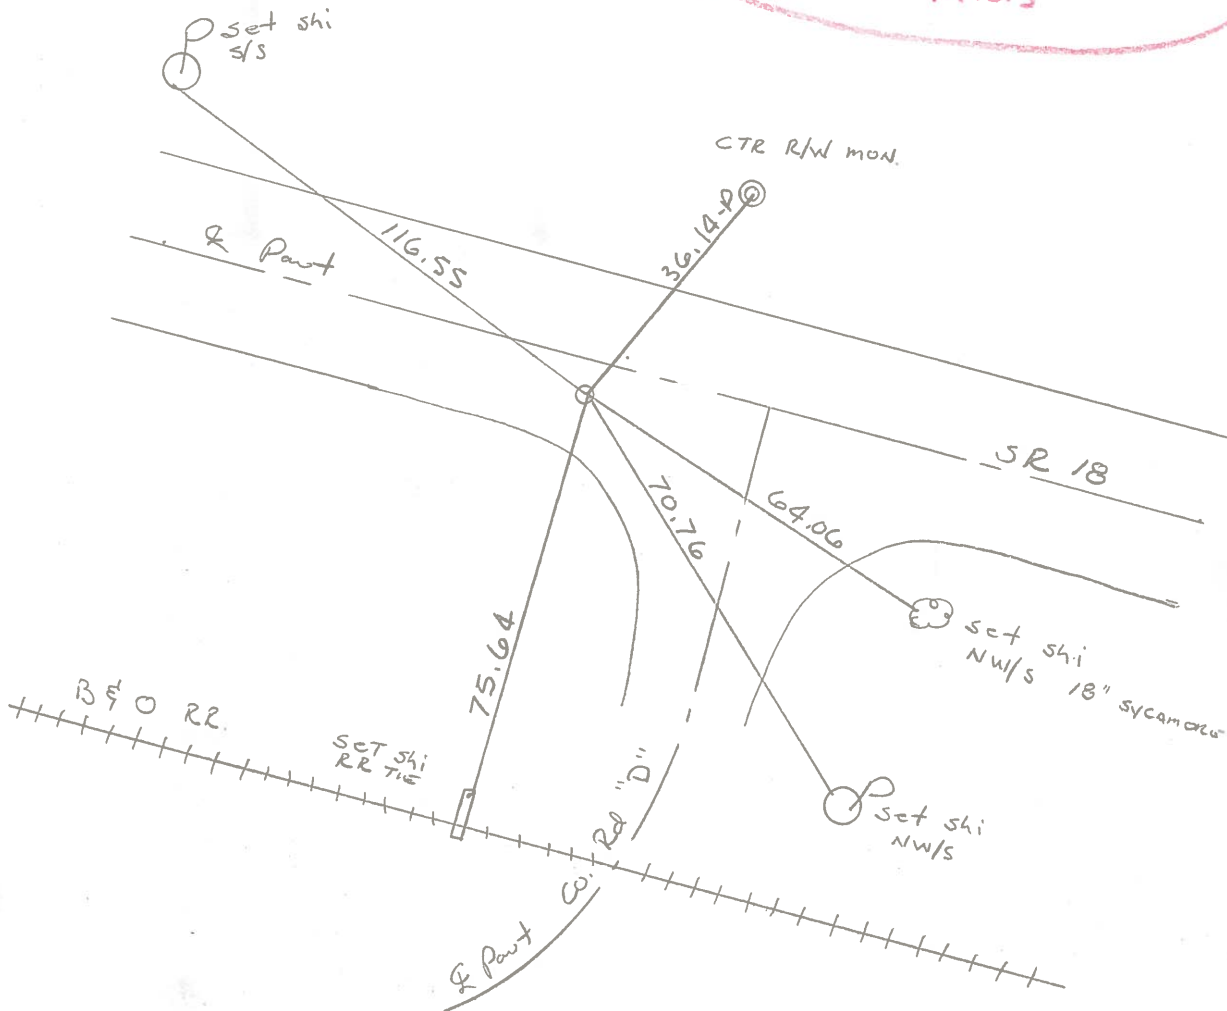 set shi
S/S
CTR R/W MON.
36.14-P
116.55
℄ Pavt
SR 18
64.06
70.76
75.64
set shi
NW/S 18" SYCAMORE
B & O RR.
SET shi
RR TIE
set shi
NW/S
℄ Pavt Co. Rd "D"